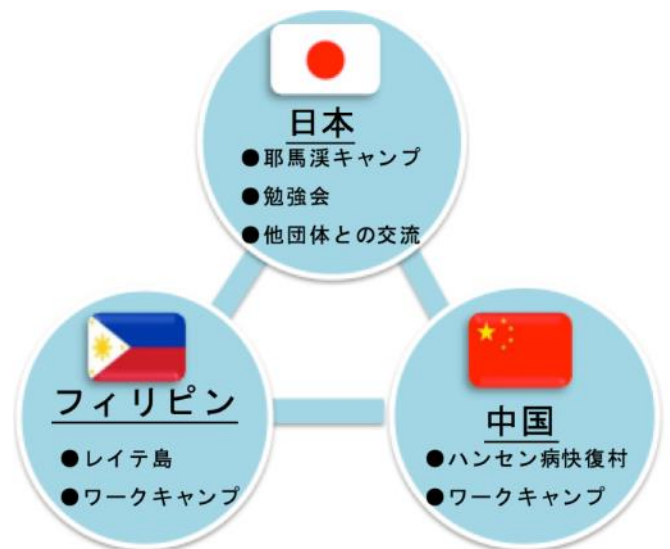 日本
●耶馬渓キャンプ
●勉強会
●他団体との交流
フィリピン
●レイテ島
●ワークキャンプ
中国
●ハンセン病快復村
●ワークキャンプ